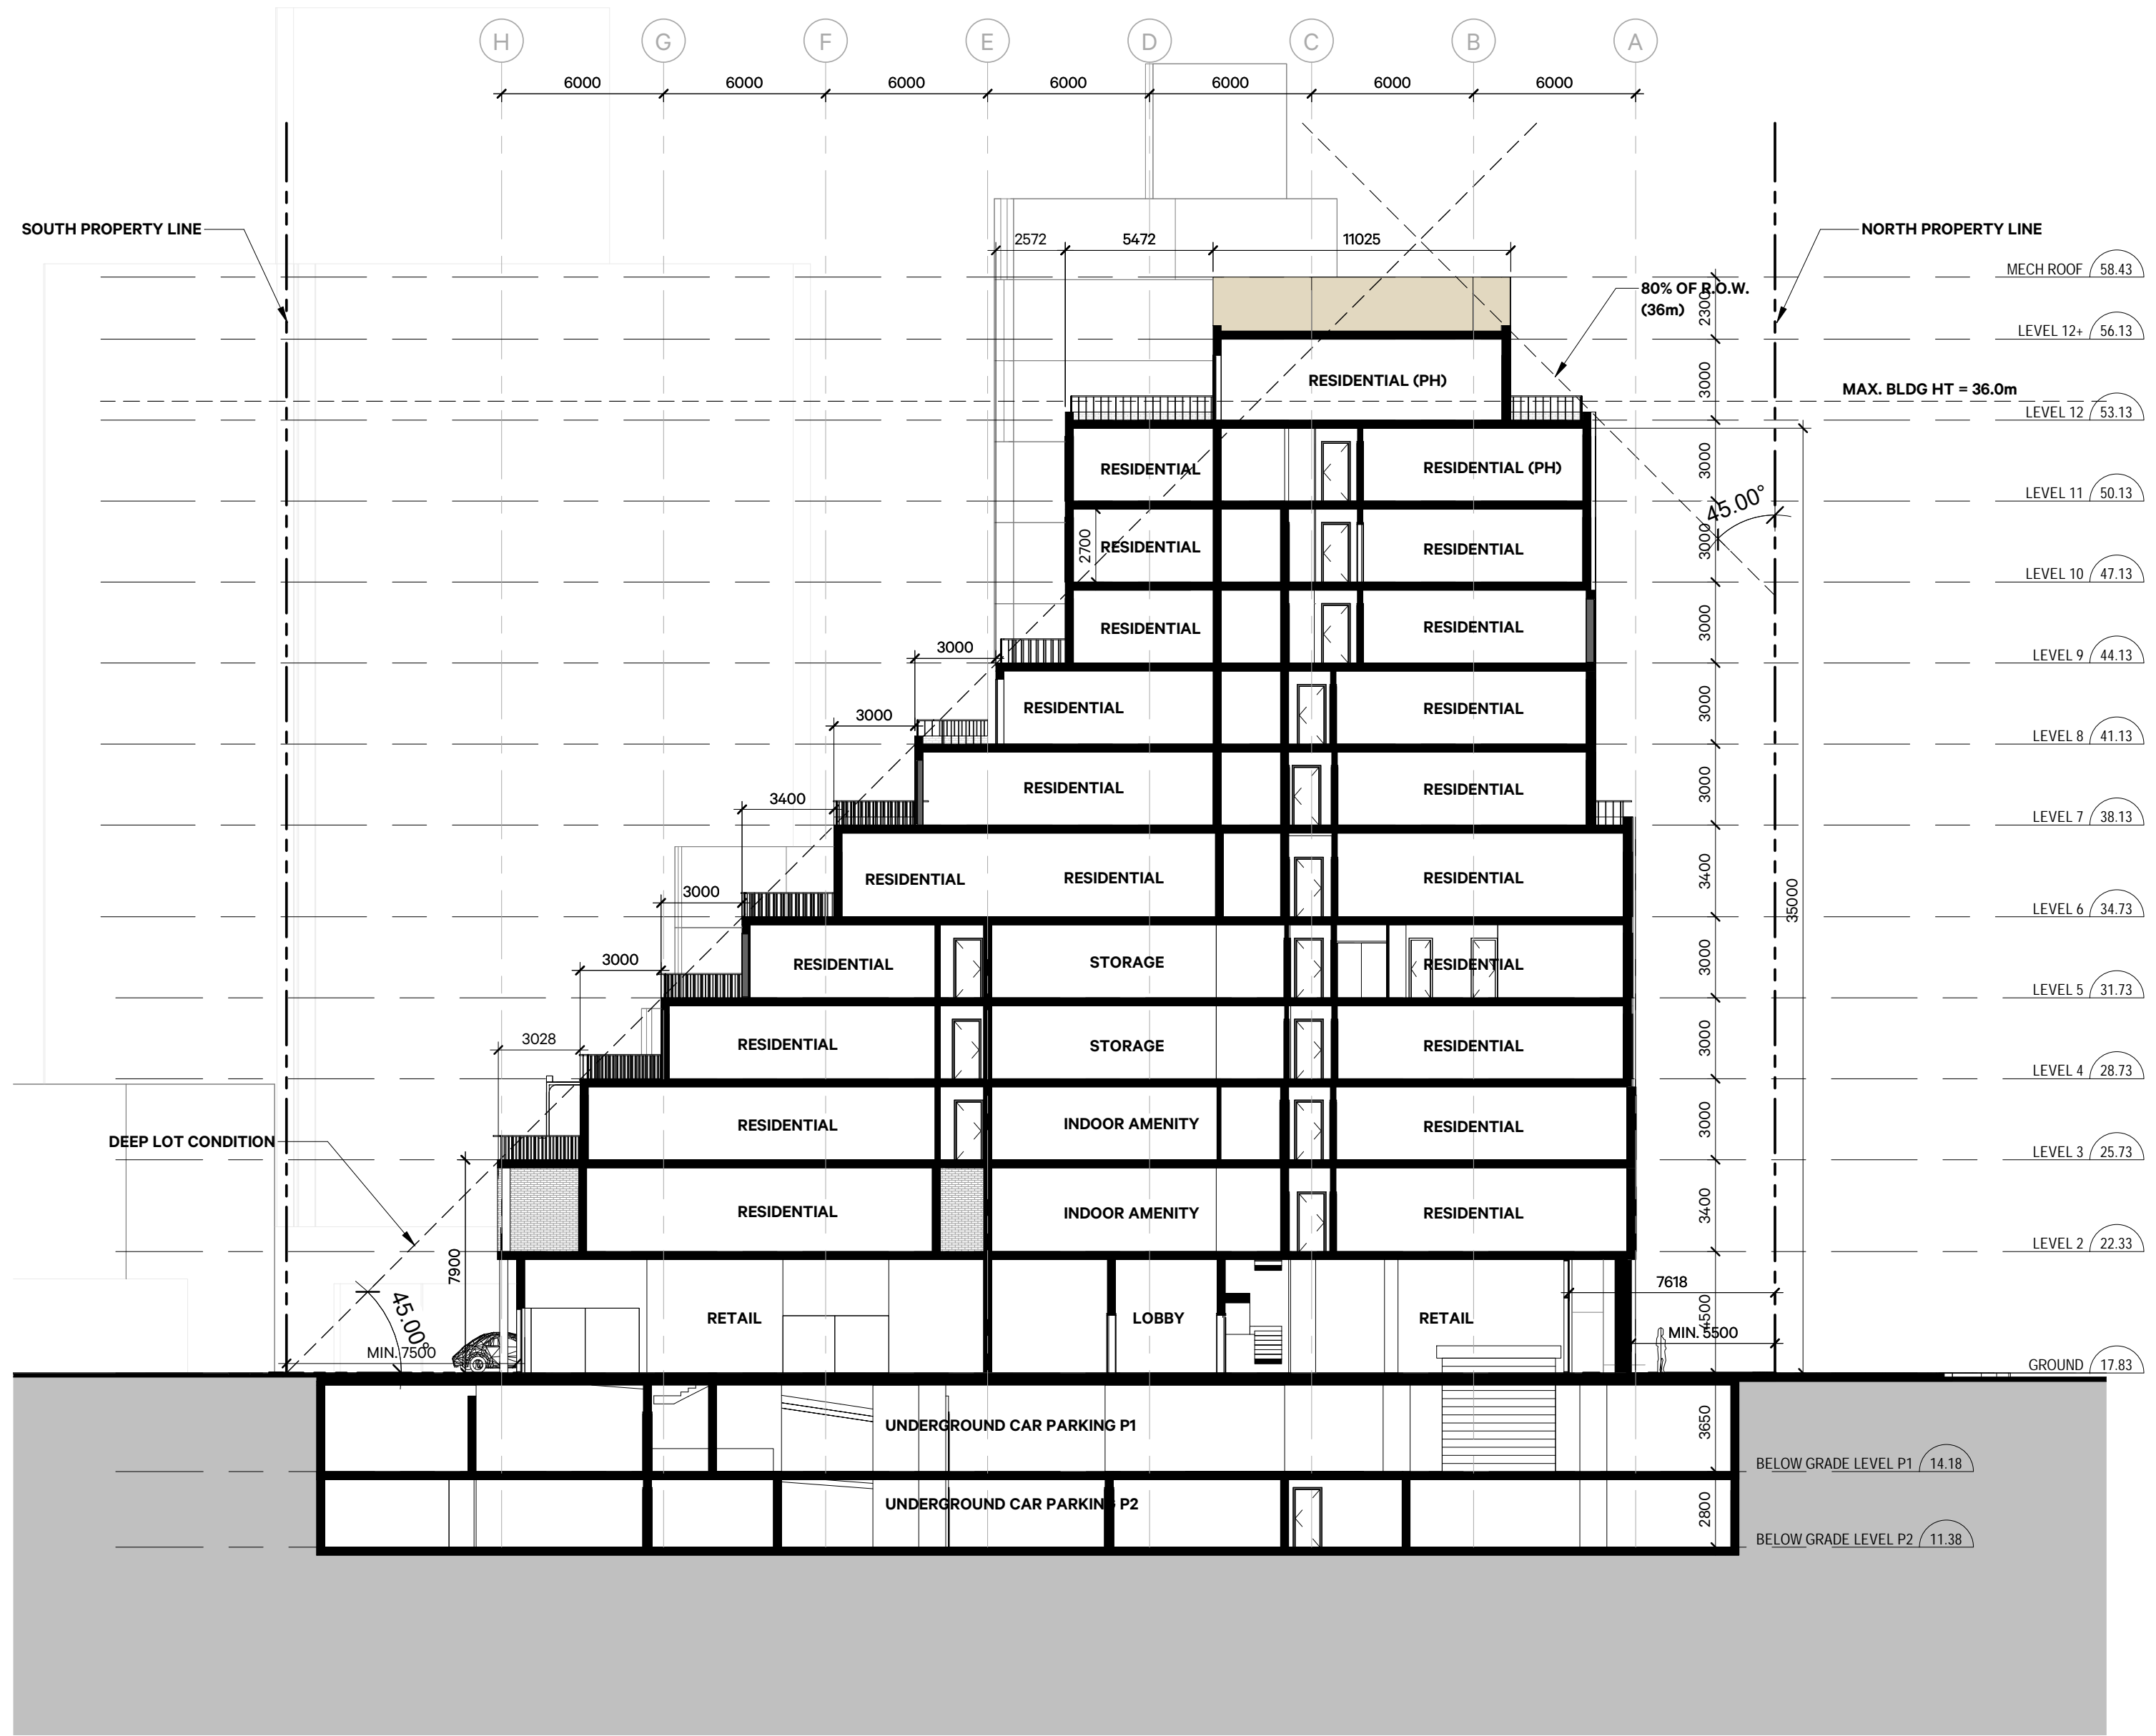 H G F E D C B A
6000 6000 6000 6000 6000 6000 6000
SOUTH PROPERTY LINE
NORTH PROPERTY LINE
2572 5472 11025
MECH ROOF 58.43
80% OF R.O.W.
(36m)
2300
LEVEL 12+ 56.13
RESIDENTIAL (PH)
3000
MAX. BLDG HT = 36.0m
LEVEL 12 53.13
RESIDENTIAL RESIDENTIAL (PH)
3000
LEVEL 11 50.13
45.00°
2700
RESIDENTIAL RESIDENTIAL
3000
LEVEL 10 47.13
RESIDENTIAL RESIDENTIAL
3000
3000
LEVEL 9 44.13
RESIDENTIAL RESIDENTIAL
3000
3000
LEVEL 8 41.13
RESIDENTIAL RESIDENTIAL
3000
3400
LEVEL 7 38.13
RESIDENTIAL RESIDENTIAL RESIDENTIAL
3400
3000
35000
LEVEL 6 34.73
RESIDENTIAL STORAGE RESIDENTIAL
3000
3000
LEVEL 5 31.73
3028
RESIDENTIAL STORAGE RESIDENTIAL
3000
LEVEL 4 28.73
RESIDENTIAL INDOOR AMENITY RESIDENTIAL
3000
DEEP LOT CONDITION
LEVEL 3 25.73
RESIDENTIAL INDOOR AMENITY RESIDENTIAL
3400
LEVEL 2 22.33
7900
7618
45.00°
RETAIL LOBBY RETAIL
4500
MIN. 5500
MIN. 7500
GROUND 17.83
UNDERGROUND CAR PARKING P1
3650
BELOW GRADE LEVEL P1 14.18
UNDERGROUND CAR PARKING P2
2800
BELOW GRADE LEVEL P2 11.38